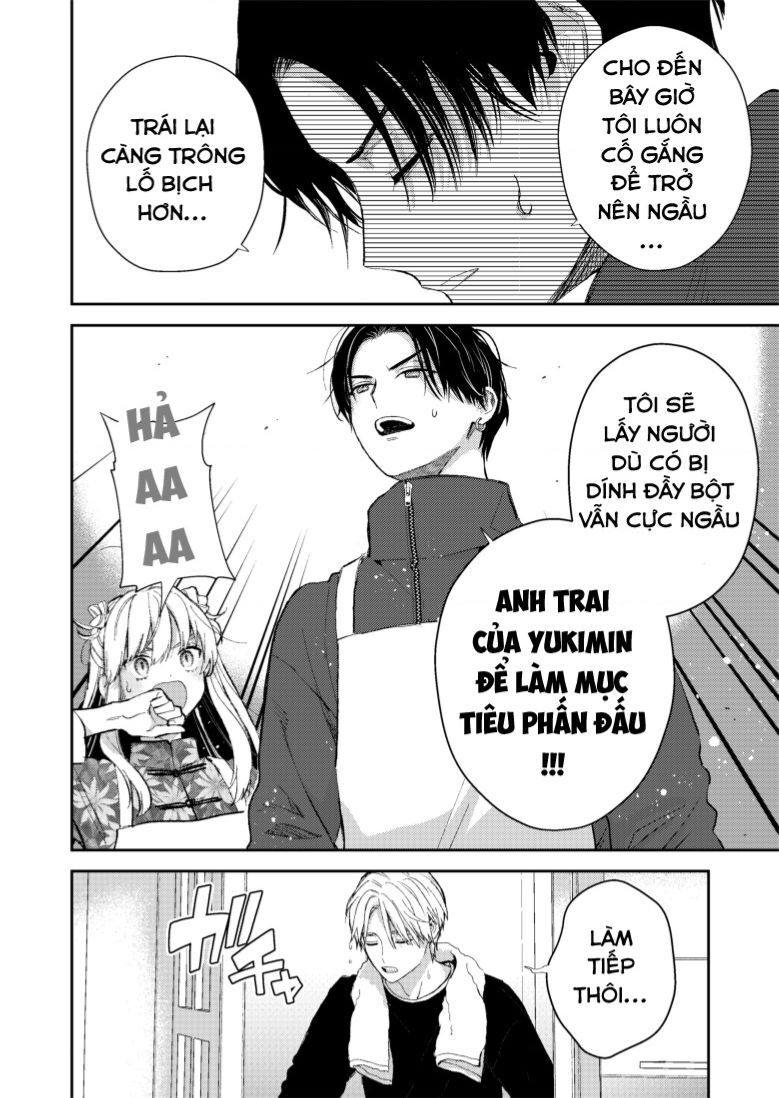 CHO ĐẾN
BÂY GIỜ
TÔI LUÔN
CỐ GẮNG
ĐỂ TRỞ
NÊN NGẦU
...
TRÁI LẠI
CÀNG TRÔNG
LỐ BỊCH
HƠN...
TÔI SẼ
LẤY NGƯỜI
DÙ CÓ BỊ
DÍNH ĐẦY BỘT
VẪN CỰC NGẦU
ANH TRAI
CỦA YUKIMIN
ĐỂ LÀM MỤC
TIÊU PHẤN ĐẤU
!!!
HẢ
AA
AA
LÀM
TIẾP
THÔI...
ガチャ